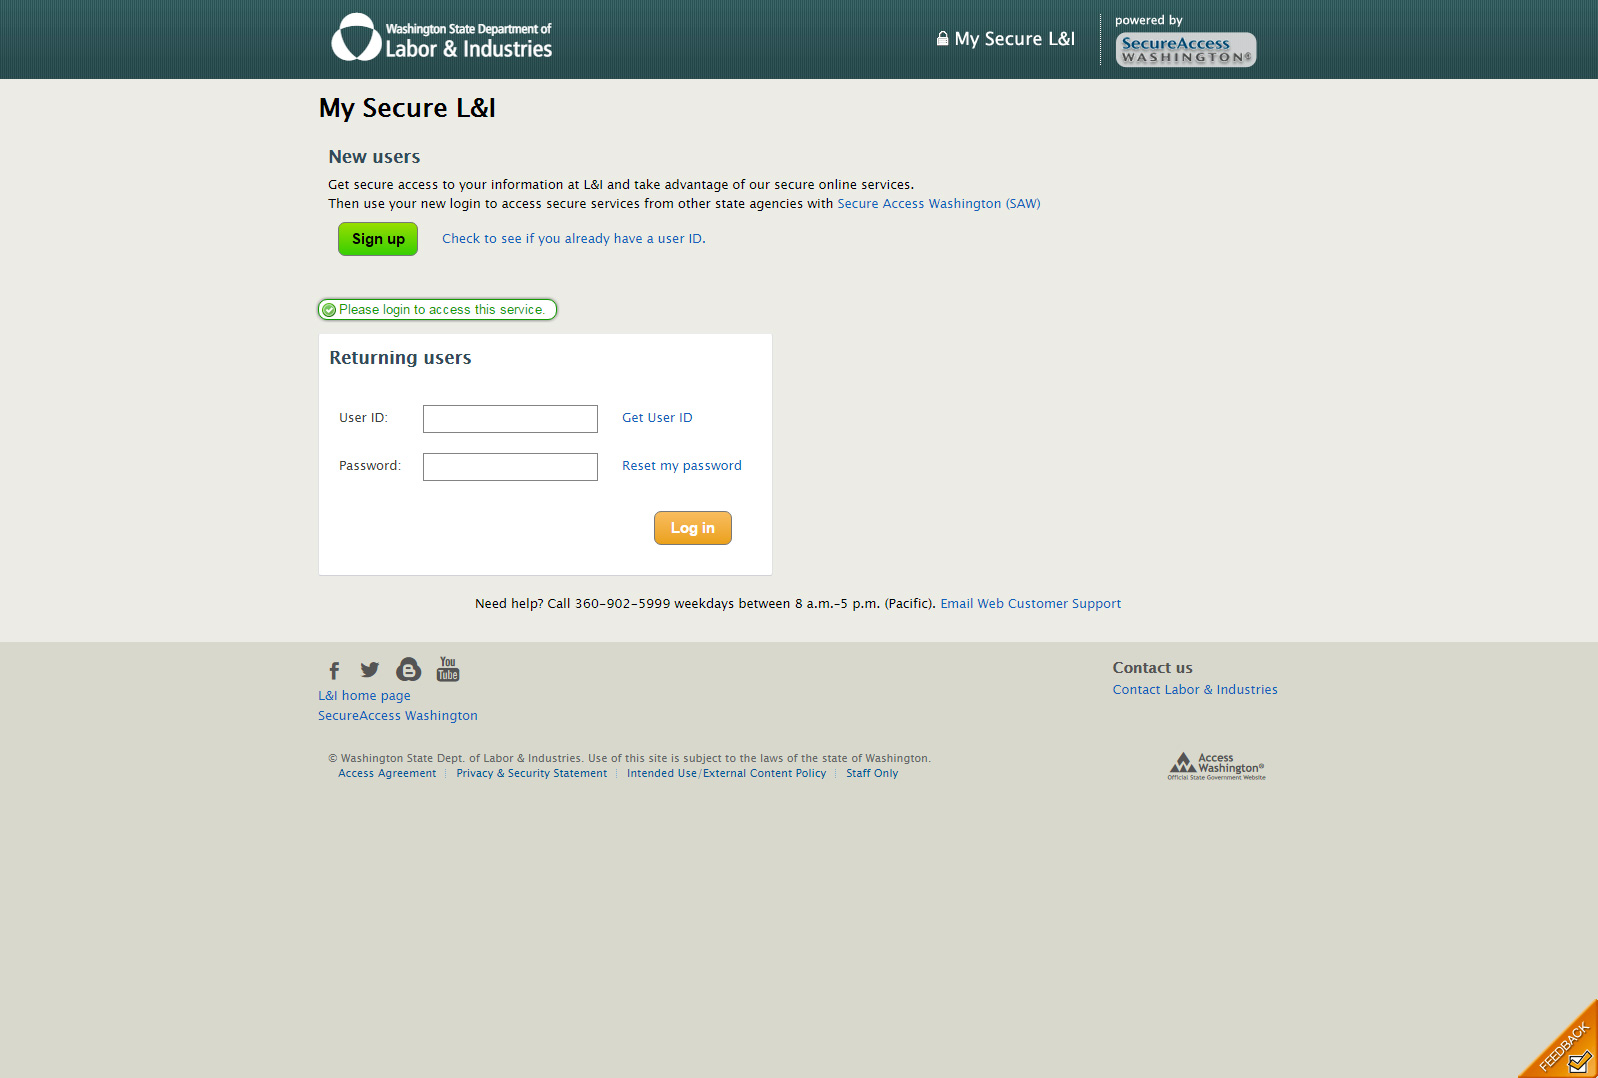 Washington State Department of
Labor & Industries
My Secure L&I
powered by
SecureAccess
WASHINGTON®
My Secure L&I
New users
Get secure access to your information at L&I and take advantage of our secure online services.
Then use your new login to access secure services from other state agencies with Secure Access Washington (SAW)
Sign up Check to see if you already have a user ID.
Please login to access this service.
Returning users
User ID: Get User ID
Password: Reset my password
Log in
Need help? Call 360-902-5999 weekdays between 8 a.m.-5 p.m. (Pacific). Email Web Customer Support
You
Tube
L&I home page
SecureAccess Washington
Contact us
Contact Labor & Industries
© Washington State Dept. of Labor & Industries. Use of this site is subject to the laws of the state of Washington.
Access Agreement Privacy & Security Statement Intended Use/External Content Policy Staff Only
Access
Washington®
Official State Government Website
FEEDBACK